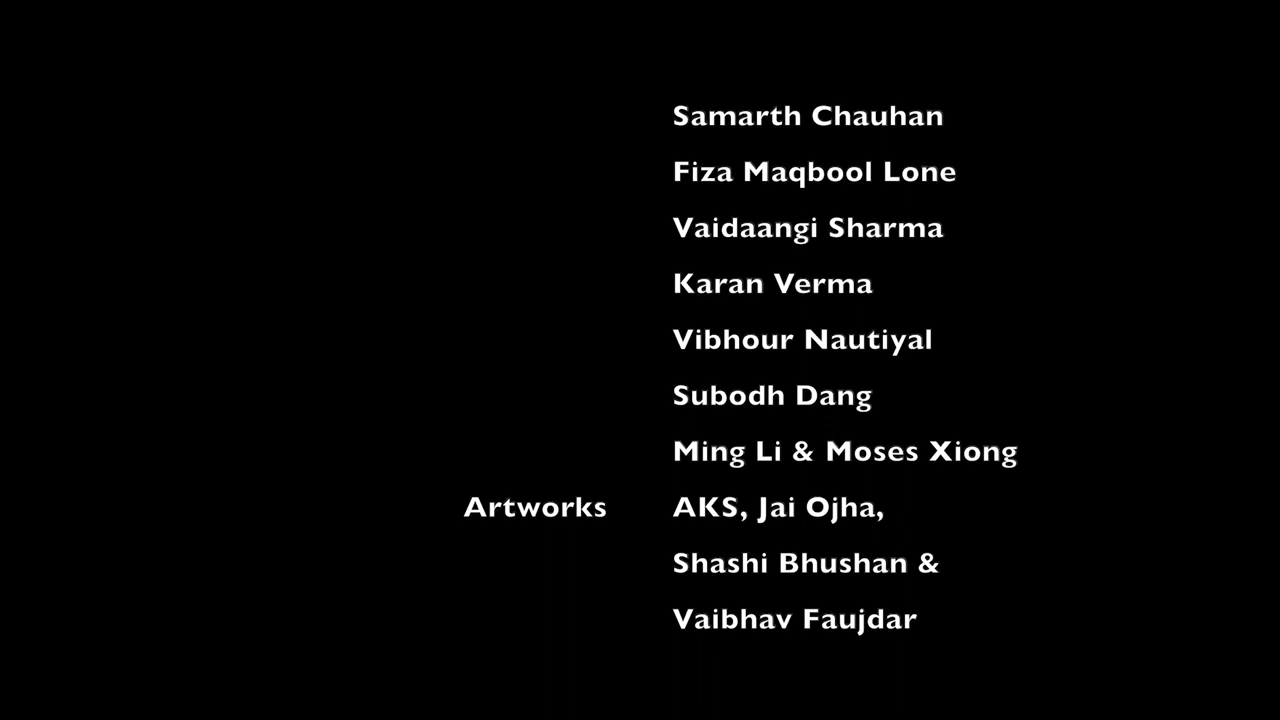 Samarth Chauhan
Fiza Maqbool Lone
Vaidaangi Sharma
Karan Verma
Vibhour Nautiyal
Subodh Dang
Ming Li & Moses Xiong
Artworks AKS, Jai Ojha,
Shashi Bhushan &
Vaibhav Faujdar